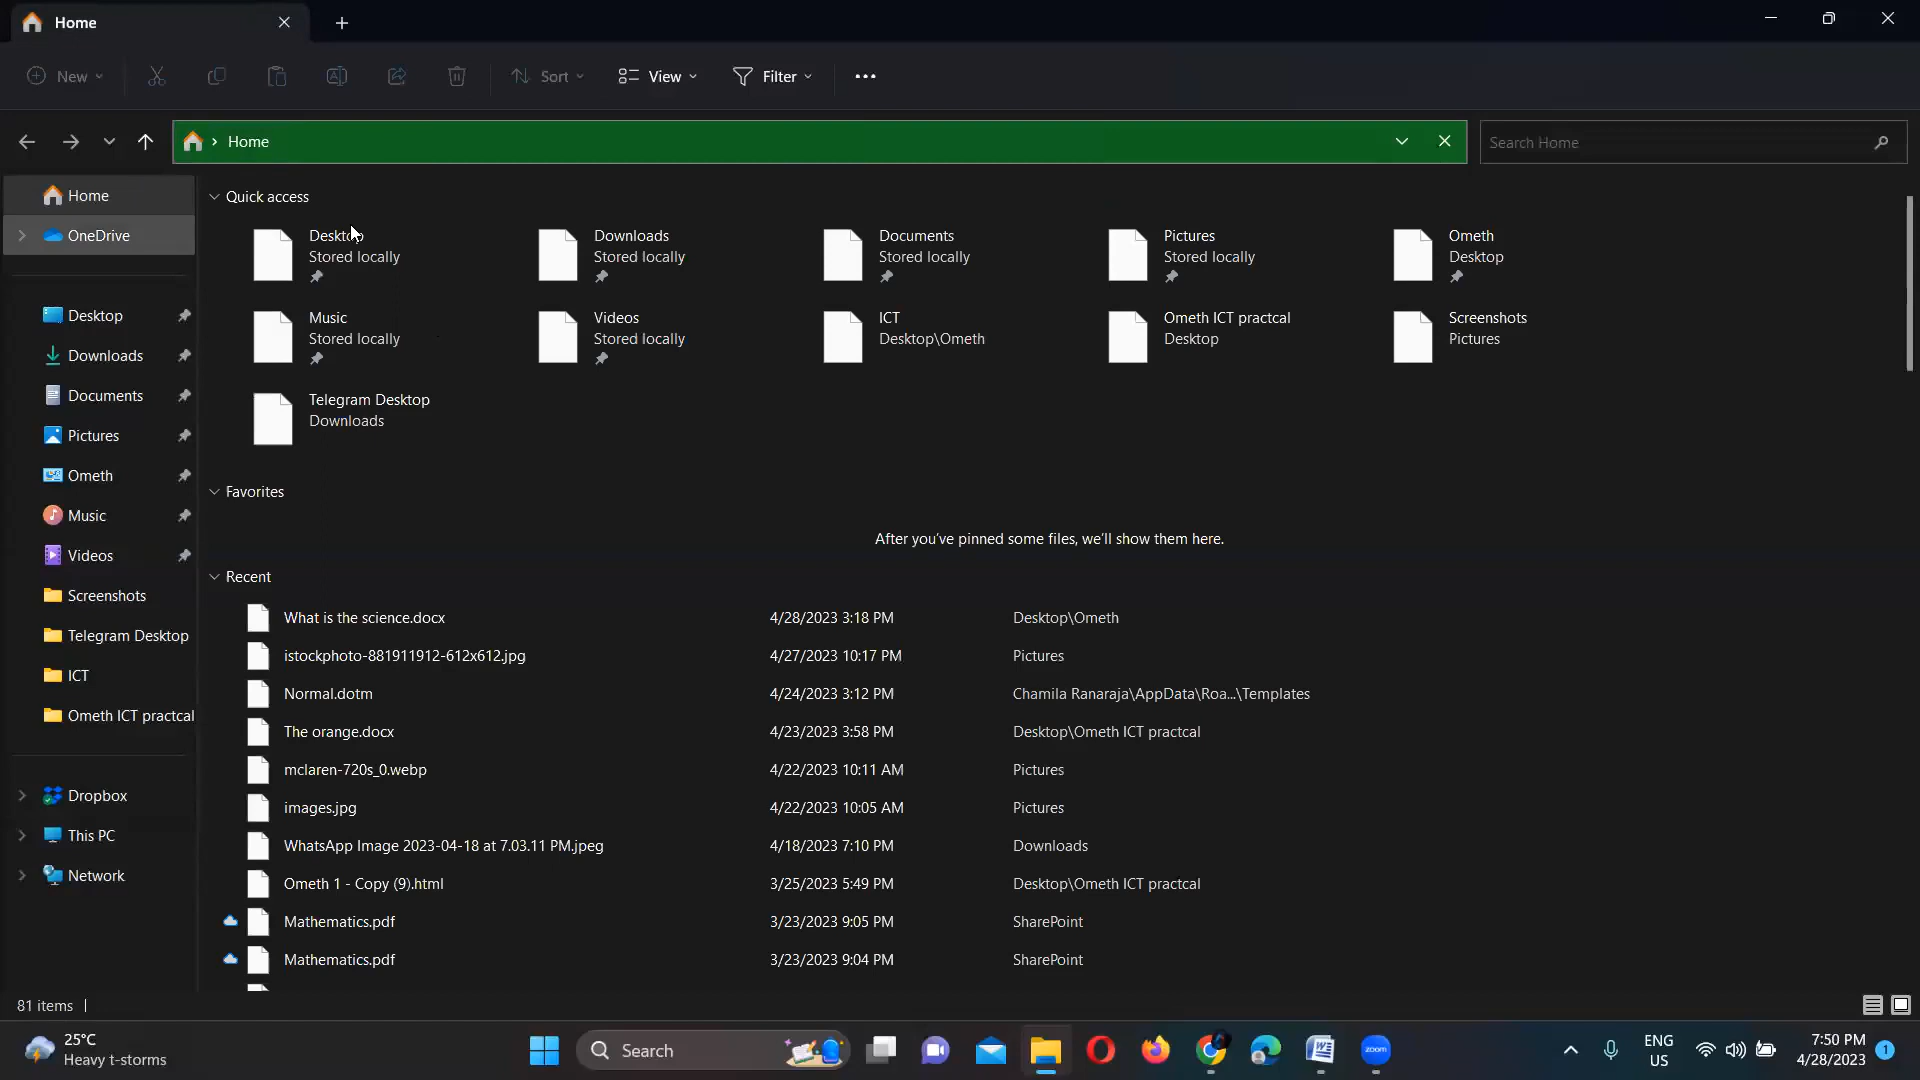 Home
New
Sort
View
Filter
Home
Search Home
Home
OneDrive
Desktop
Downloads
Documents
Pictures
Ometh
Music
Videos
Screenshots
Telegram Desktop
ICT
Ometh ICT practcal
Dropbox
This PC
Network
Quick access
Desktop
Stored locally
Downloads
Stored locally
Documents
Stored locally
Pictures
Stored locally
Ometh
Desktop
Music
Stored locally
Videos
Stored locally
ICT
Desktop\Ometh
Ometh ICT practcal
Desktop
Screenshots
Pictures
Telegram Desktop
Downloads
Favorites
After you've pinned some files, we'll show them here.
Recent
What is the science.docx 4/28/2023 3:18 PM Desktop\Ometh
istockphoto-881911912-612x612.jpg 4/27/2023 10:17 PM Pictures
Normal.dotm 4/24/2023 3:12 PM Chamila Ranaraja\AppData\Roa...\Templates
The orange.docx 4/23/2023 3:58 PM Desktop\Ometh ICT practcal
mclaren-720s_0.webp 4/22/2023 10:11 AM Pictures
images.jpg 4/22/2023 10:05 AM Pictures
WhatsApp Image 2023-04-18 at 7.03.11 PM.jpeg 4/18/2023 7:10 PM Downloads
Ometh 1 - Copy (9).html 3/25/2023 5:49 PM Desktop\Ometh ICT practcal
Mathematics.pdf 3/23/2023 9:05 PM SharePoint
Mathematics.pdf 3/23/2023 9:04 PM SharePoint
81 items
25°C
Heavy t-storms
Search
zoom
ENG
US
7:50 PM
4/28/2023
1